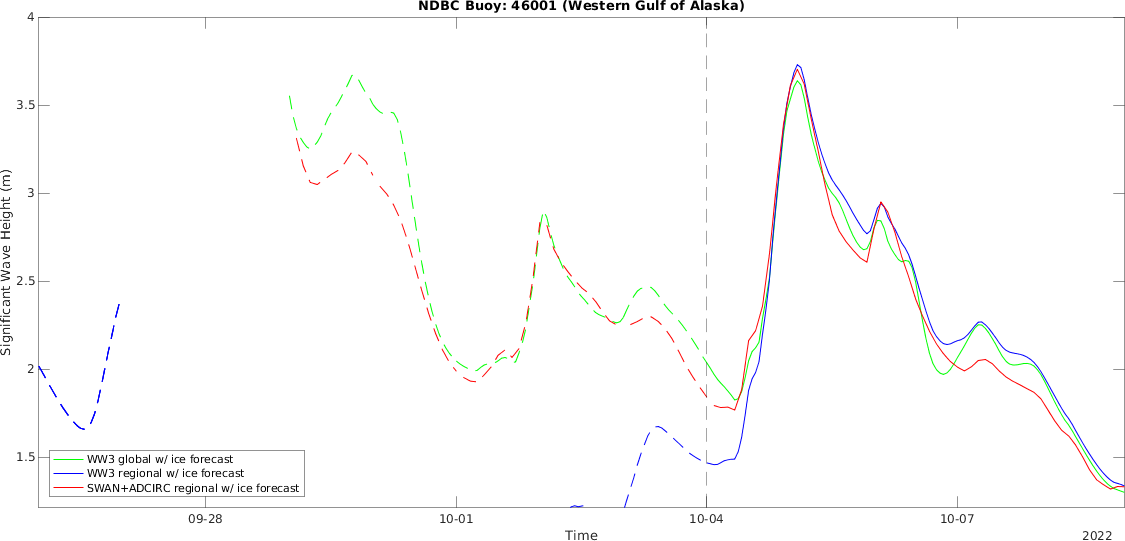 NDBC Buoy: 46001 (Western Gulf of Alaska)
Significant Wave Height (m)
4
3.5
3
2.5
2
1.5
WW3 global w/ ice forecast
WW3 regional w/ ice forecast
SWAN+ADCIRC regional w/ ice forecast
09-28
10-01
10-04
10-07
Time
2022